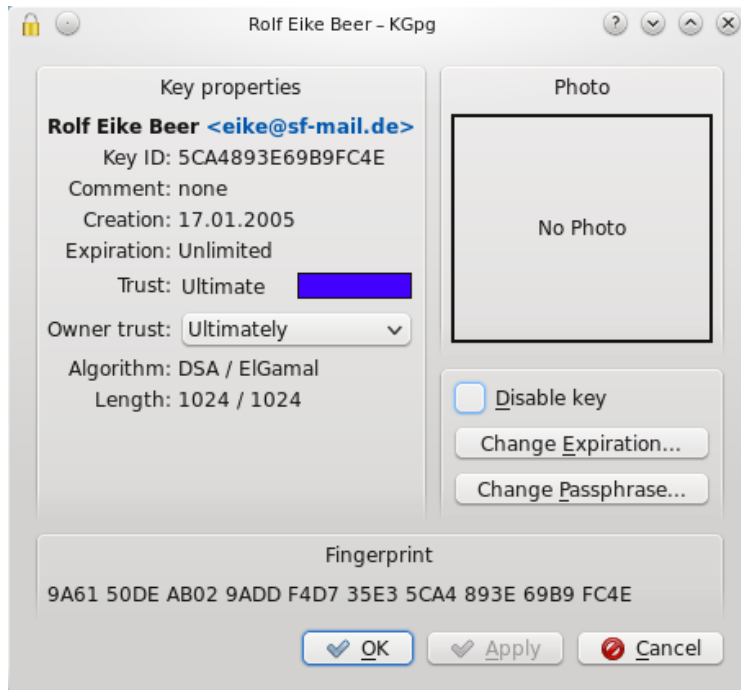 Rolf Eike Beer – KGpg
Key properties
Rolf Eike Beer <eike@sf-mail.de>
Key ID: 5CA4893E69B9FC4E
Comment: none
Creation: 17.01.2005
Expiration: Unlimited
Trust: Ultimate
Owner trust: Ultimately
Algorithm: DSA / ElGamal
Length: 1024 / 1024
Photo
No Photo
Disable key
Change Expiration...
Change Passphrase...
Fingerprint
9A61 50DE AB02 9ADD F4D7 35E3 5CA4 893E 69B9 FC4E
OK
Apply
Cancel